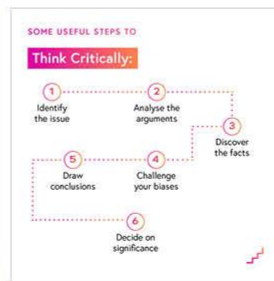 SOME USEFUL STEPS TO
Think Critically:
1
Identify
the issue
2
Analyse the
arguments
3
Discover
the facts
4
Challenge
your biases
5
Draw
conclusions
6
Decide on
significance